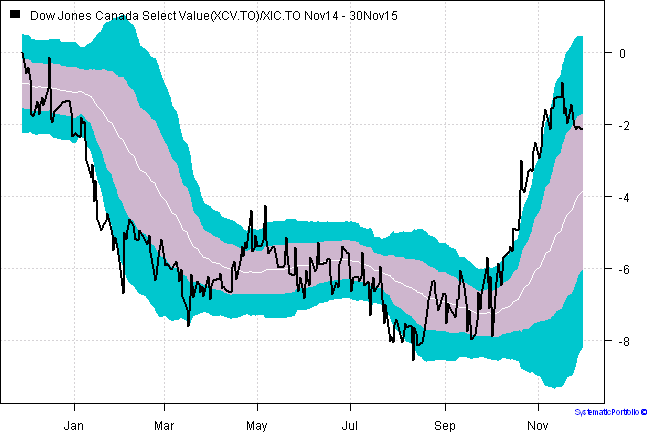 Dow Jones Canada Select Value(XCV.TO)/XIC.TO Nov14 - 30Nov15
0
-2
-4
-6
-8
Jan Mar May Jul Sep Nov
SystematicPortfolio ©